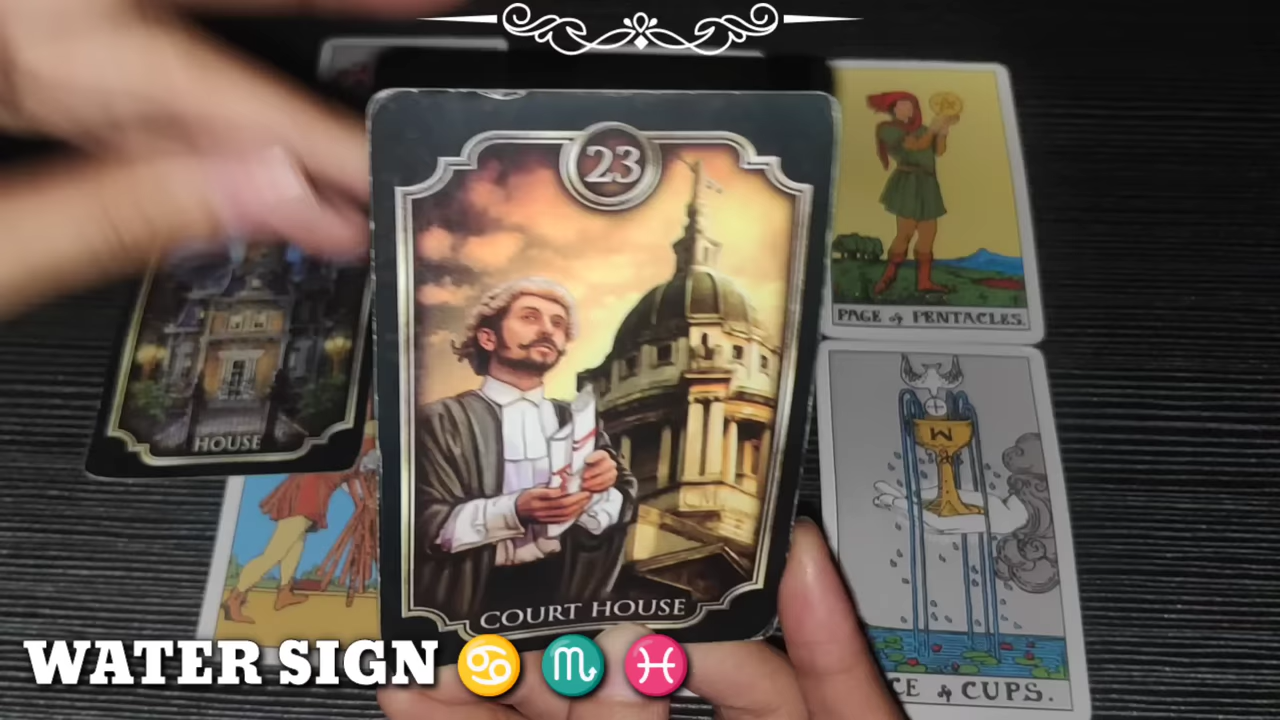 23
PAGE of PENTACLES.
HOUSE
COURT HOUSE
CE of CUPS.
WATER SIGN ♋ ♏ ♓